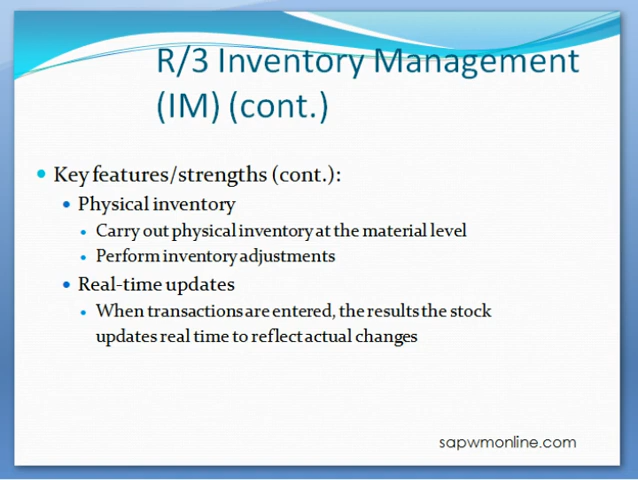 R/3 Inventory Management
(IM) (cont.)
Key features/strengths (cont.):
Physical inventory
Carry out physical inventory at the material level
Perform inventory adjustments
Real-time updates
When transactions are entered, the results the stock
updates real time to reflect actual changes
sapwmonline.com